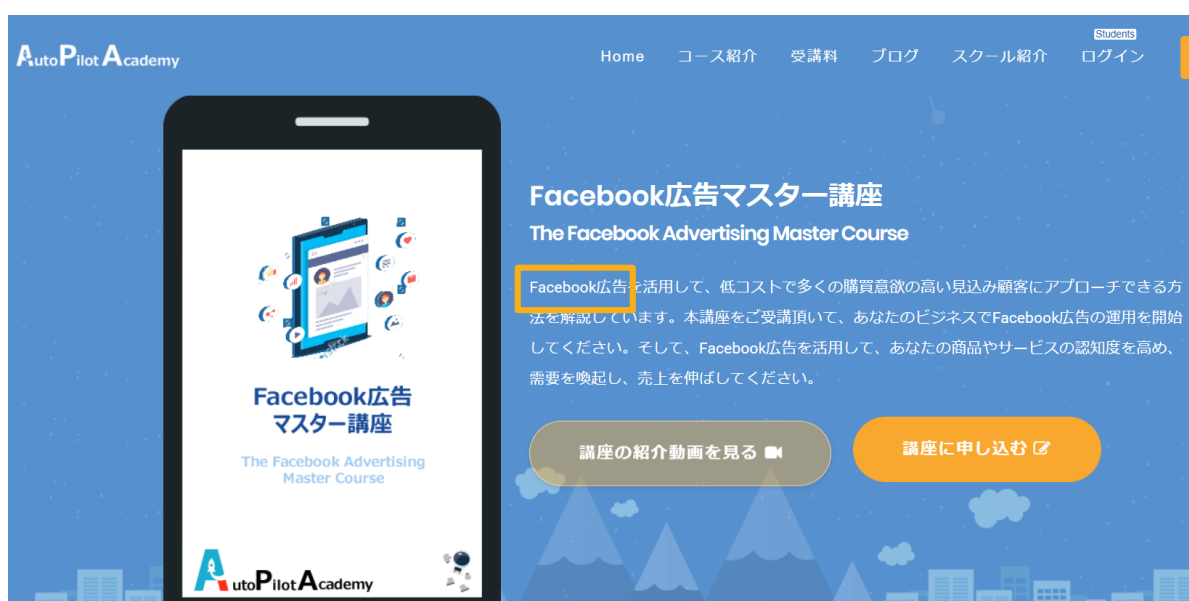 AutoPilotAcademy
Home コース紹介 受講料 ブログ スクール紹介 Students ログイン
Facebook広告
マスター講座
The Facebook Advertising
Master Course
AutoPilotAcademy
Facebook広告マスター講座
The Facebook Advertising Master Course
Facebook広告を活用して、低コストで多くの購買意欲の高い見込み顧客にアプローチできる方
法を解説しています。本講座をご受講頂いて、あなたのビジネスでFacebook広告の運用を開始
してください。そして、Facebook広告を活用して、あなたの商品やサービスの認知度を高め、
需要を喚起し、売上を伸ばしてください。
講座の紹介動画を見る
講座に申し込む